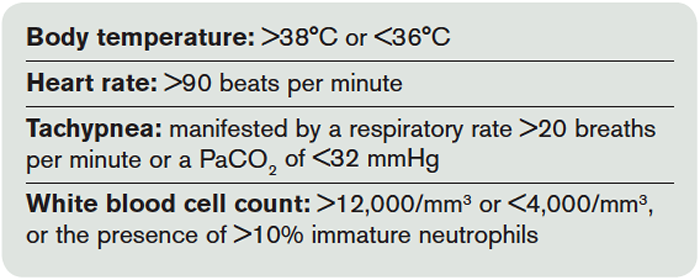 Body temperature: >38°C or <36°C
Heart rate: >90 beats per minute
Tachypnea: manifested by a respiratory rate >20 breaths
per minute or a PaCO₂ of <32 mmHg
White blood cell count: >12,000/mm³ or <4,000/mm³,
or the presence of >10% immature neutrophils